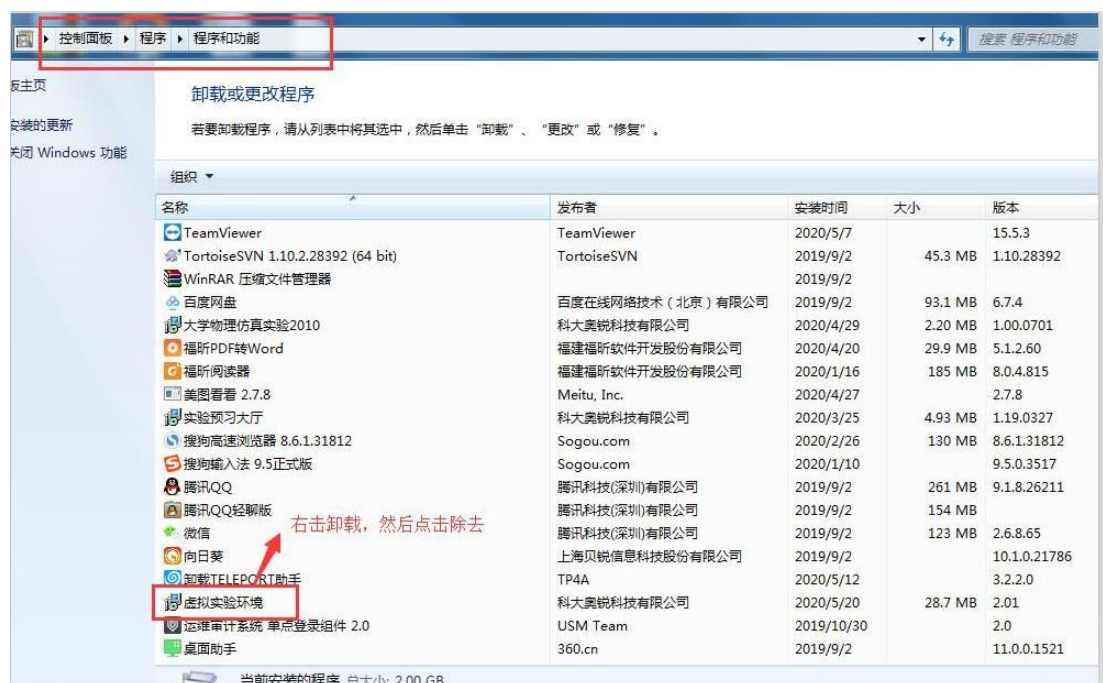 控制面板 ▸ 程序 ▸ 程序和功能
搜索 程序和功能
板主页
安装的更新
关闭 Windows 功能
卸载或更改程序
若要卸载程序，请从列表中将其选中，然后单击“卸载”、“更改”或“修复”。
组织
名称 发布者 安装时间 大小 版本
TeamViewer TeamViewer 2020/5/7 15.5.3
TortoiseSVN 1.10.2.28392 (64 bit) TortoiseSVN 2019/9/2 45.3 MB 1.10.28392
WinRAR 压缩文件管理器 2019/9/2
百度网盘 百度在线网络技术（北京）有限公司 2019/9/2 93.1 MB 6.7.4
大学物理仿真实验2010 科大奥锐科技有限公司 2020/4/29 2.20 MB 1.00.0701
福昕PDF转Word 福建福昕软件开发股份有限公司 2020/4/20 29.9 MB 5.1.2.60
福昕阅读器 福建福昕软件开发股份有限公司 2020/1/16 185 MB 8.0.4.815
美图看看 2.7.8 Meitu, Inc. 2020/4/27 2.7.8
实验预习大厅 科大奥锐科技有限公司 2020/3/25 4.93 MB 1.19.0327
搜狗高速浏览器 8.6.1.31812 Sogou.com 2020/2/26 130 MB 8.6.1.31812
搜狗输入法 9.5正式版 Sogou.com 2020/1/10 9.5.0.3517
腾讯QQ 腾讯科技(深圳)有限公司 2019/9/2 261 MB 9.1.8.26211
腾讯QQ轻聊版 腾讯科技(深圳)有限公司 2019/9/2 154 MB
右击卸载，然后点击除去
微信 腾讯科技(深圳)有限公司 2019/9/2 123 MB 2.6.8.65
向日葵 上海贝锐信息科技股份有限公司 2019/9/2 10.1.0.21786
卸载TELEPORT助手 TP4A 2020/5/12 3.2.2.0
虚拟实验环境 科大奥锐科技有限公司 2020/5/20 28.7 MB 2.01
运维审计系统 单点登录组件 2.0 USM Team 2019/10/30 2.0
桌面助手 360.cn 2019/9/2 11.0.0.1521
当前安装的程序 总大小: 2.00 GB